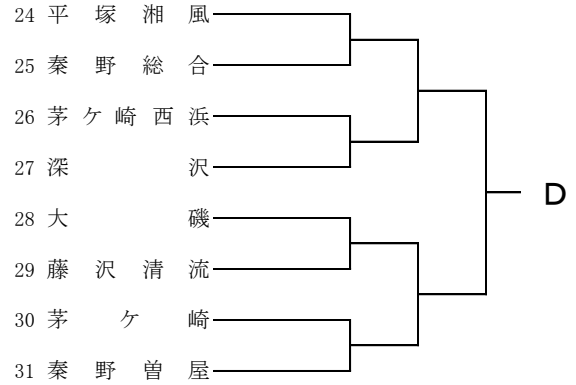 24 平塚湘風
25 秦野総合
26 茅ケ崎西浜
27 深沢
D
28 大磯
29 藤沢清流
30 茅ケ崎
31 秦野曽屋